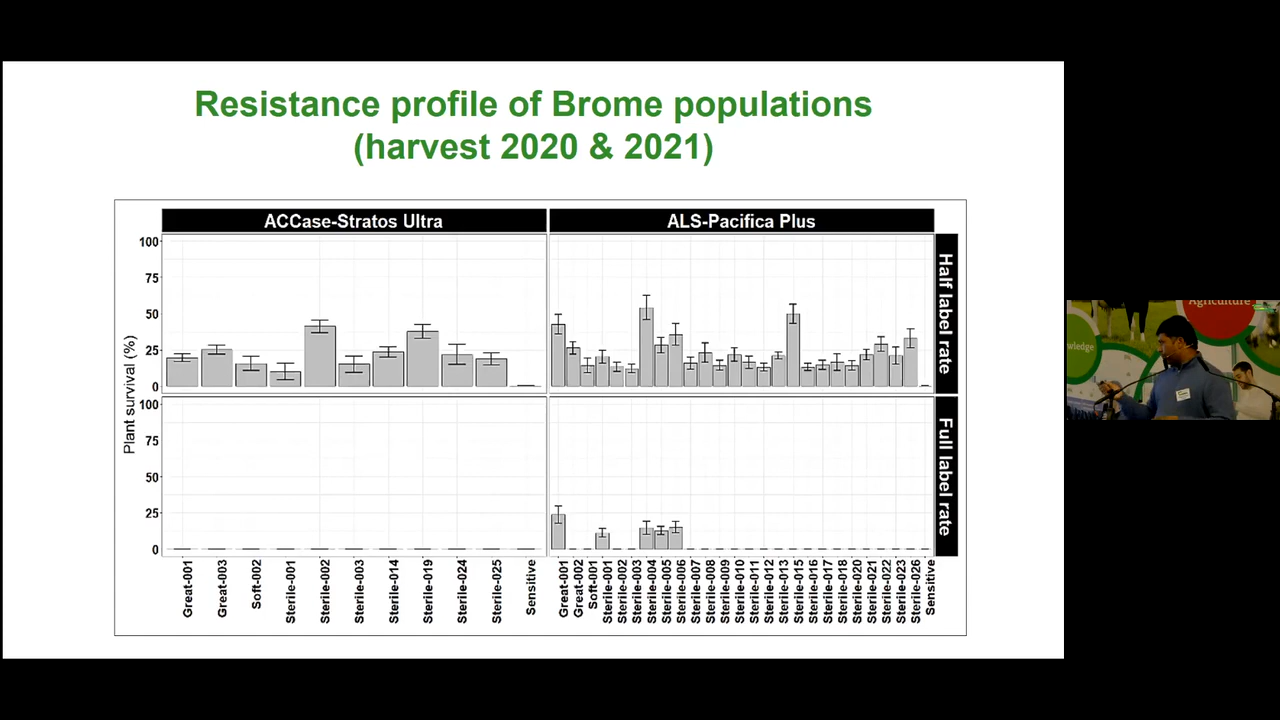 Resistance profile of Brome populations
(harvest 2020 & 2021)
ACCase-Stratos Ultra
ALS-Pacifica Plus
Plant survival (%)
100
75
50
25
0
Half label rate
100
75
50
25
0
Full label rate
Great-001
Great-003
Soft-002
Sterile-001
Sterile-002
Sterile-003
Sterile-014
Sterile-019
Sterile-024
Sterile-025
Sensitive
Great-001
Great-002
Soft-001
Sterile-001
Sterile-002
Sterile-003
Sterile-004
Sterile-005
Sterile-006
Sterile-007
Sterile-008
Sterile-009
Sterile-010
Sterile-011
Sterile-012
Sterile-013
Sterile-015
Sterile-016
Sterile-017
Sterile-018
Sterile-020
Sterile-021
Sterile-022
Sterile-023
Sterile-026
Sensitive
Agriculture